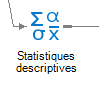 Σ α
σ x̄
Statistiques
descriptives